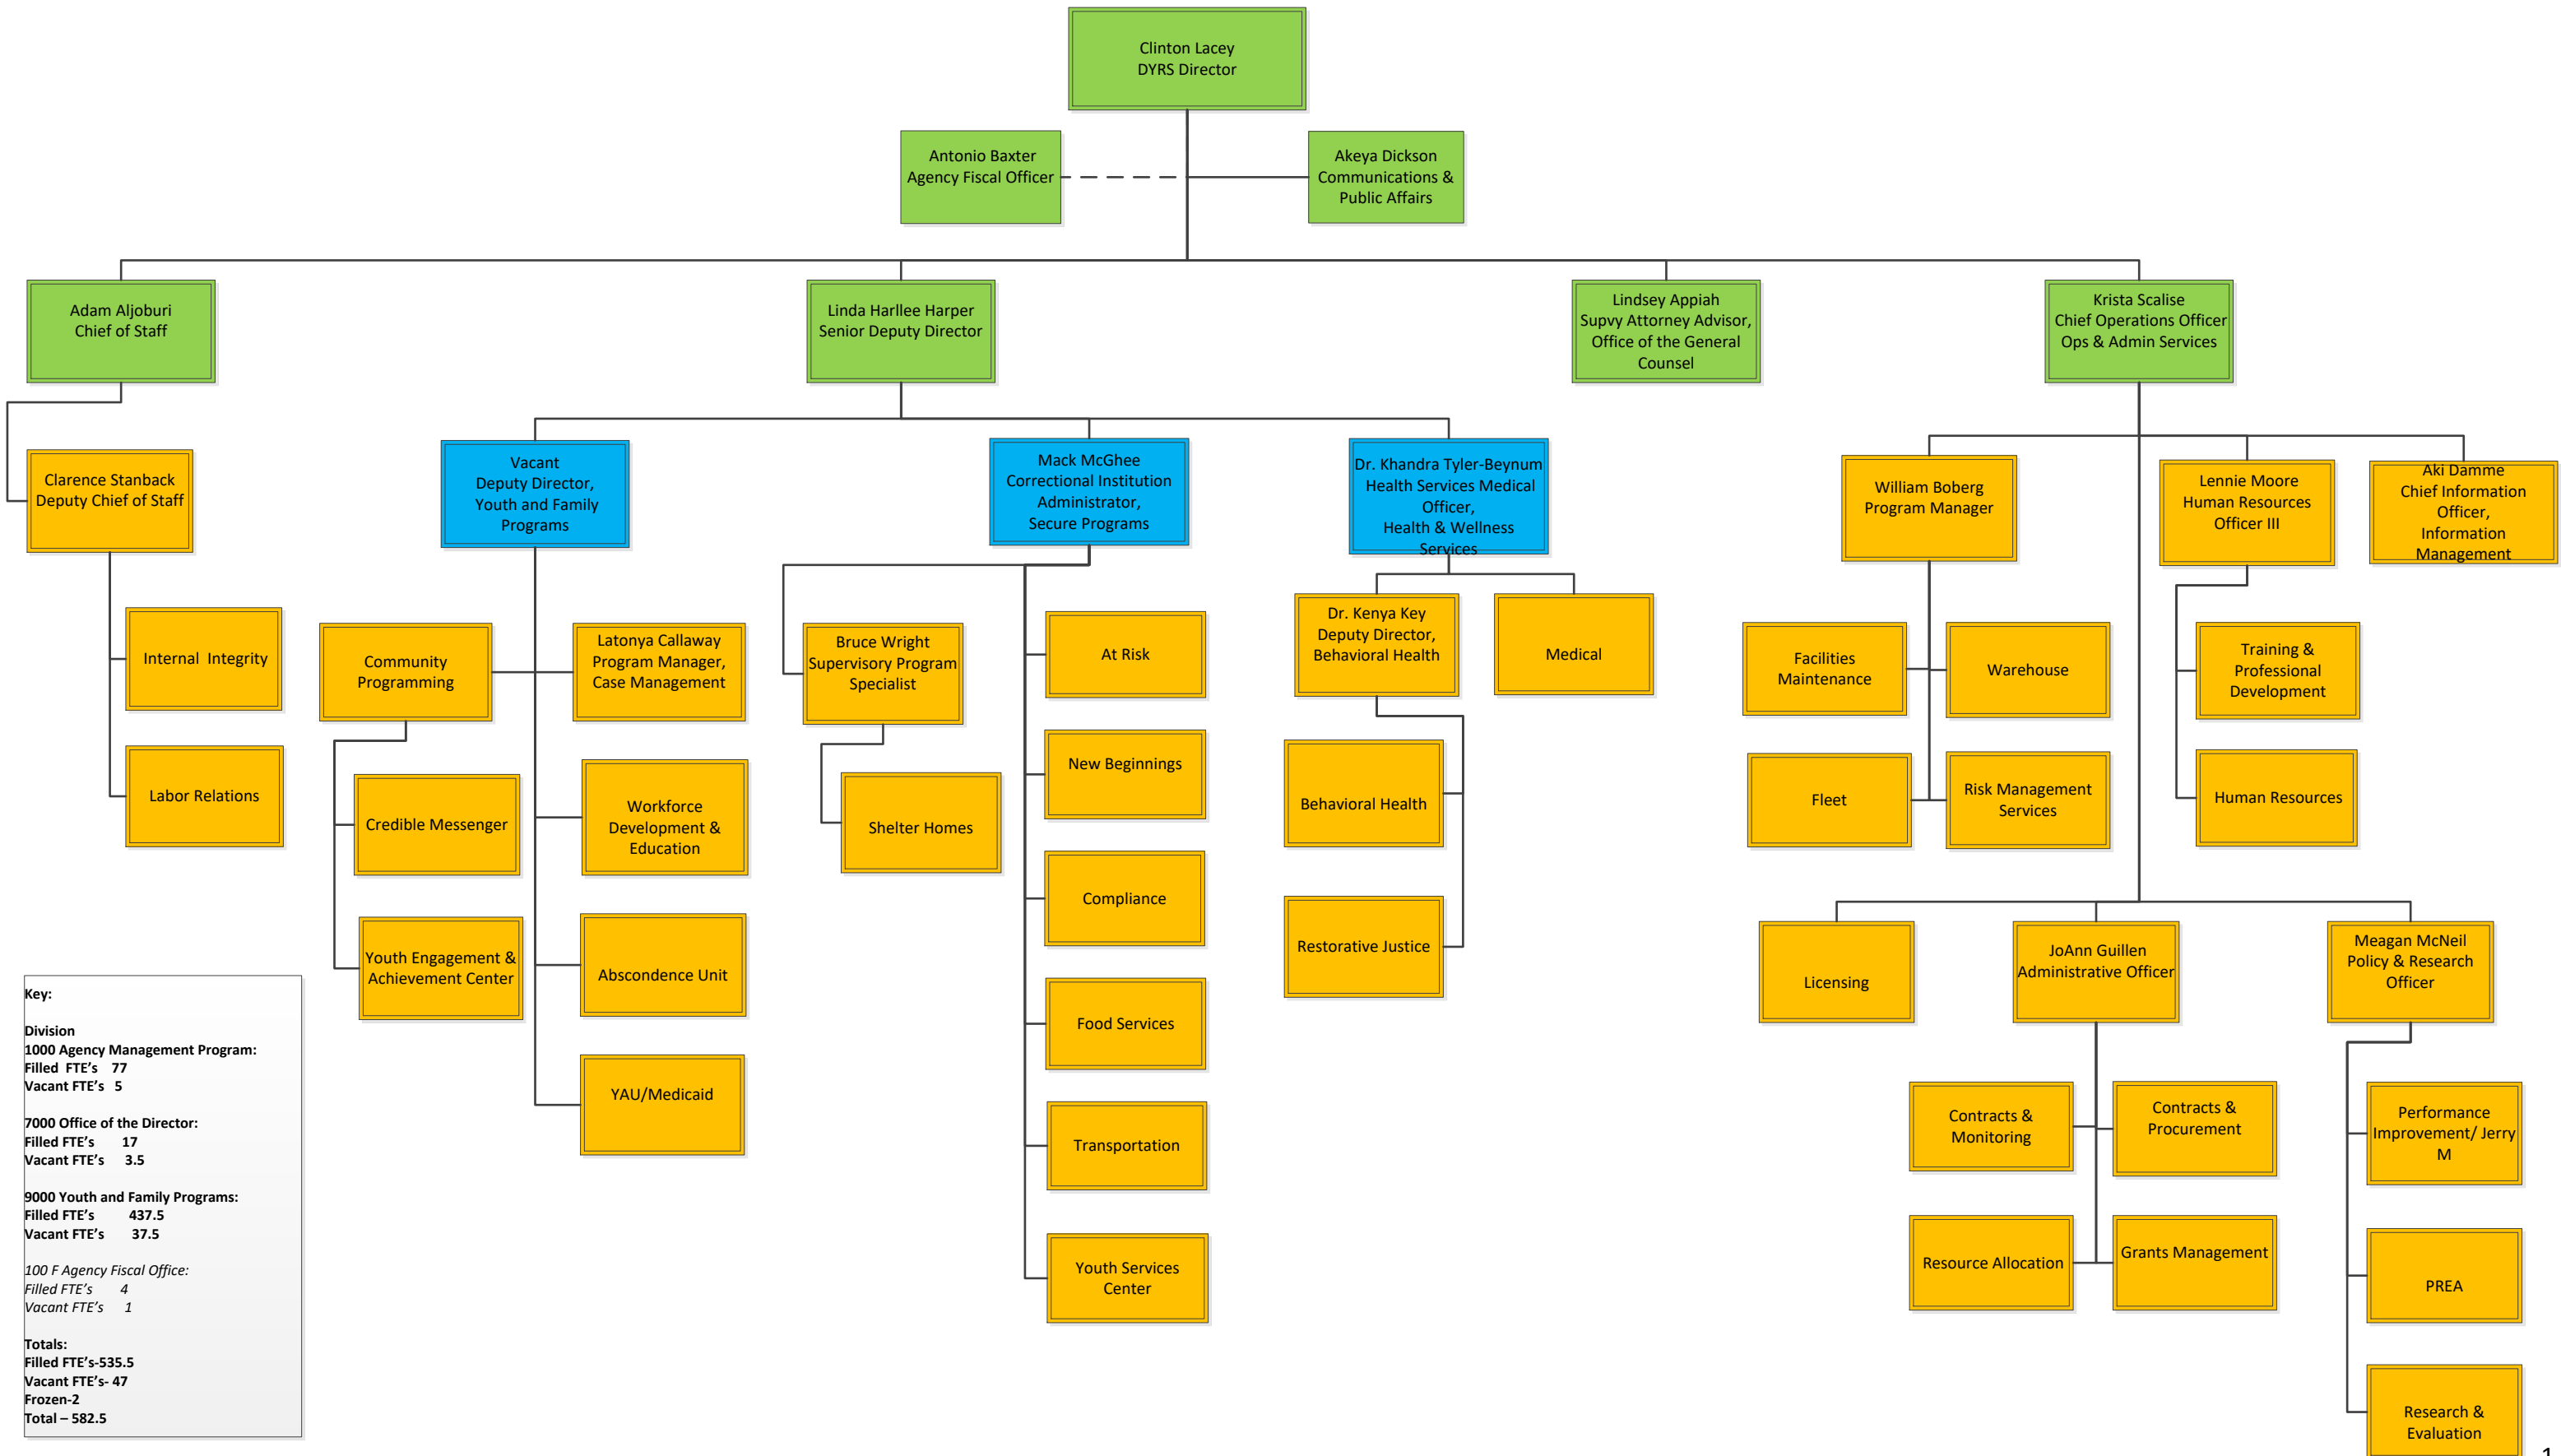 Clinton Lacey
DYRS Director
Antonio Baxter
Agency Fiscal Officer
Akeya Dickson
Communications &
Public Affairs
Adam Aljoburi
Chief of Staff
Linda Harllee Harper
Senior Deputy Director
Lindsey Appiah
Supvy Attorney Advisor,
Office of the General
Counsel
Krista Scalise
Chief Operations Officer
Ops & Admin Services
Clarence Stanback
Deputy Chief of Staff
Vacant
Deputy Director,
Youth and Family
Programs
Mack McGhee
Correctional Institution
Administrator,
Secure Programs
Dr. Khandra Tyler-Beynum
Health Services Medical
Officer,
Health & Wellness
Services
William Boberg
Program Manager
Lennie Moore
Human Resources
Officer III
Aki Damme
Chief Information
Officer,
Information
Management
Internal  Integrity
Labor Relations
Community
Programming
Latonya Callaway
Program Manager,
Case Management
Credible Messenger
Workforce
Development &
Education
Youth Engagement &
Achievement Center
Abscondence Unit
YAU/Medicaid
Bruce Wright
Supervisory Program
Specialist
Shelter Homes
At Risk
New Beginnings
Compliance
Food Services
Transportation
Youth Services
Center
Dr. Kenya Key
Deputy Director,
Behavioral Health
Medical
Behavioral Health
Restorative Justice
Facilities
Maintenance
Warehouse
Fleet
Risk Management
Services
Training &
Professional
Development
Human Resources
Licensing
JoAnn Guillen
Administrative Officer
Meagan McNeil
Policy & Research
Officer
Contracts &
Monitoring
Contracts &
Procurement
Resource Allocation
Grants Management
Performance
Improvement/ Jerry
M
PREA
Research &
Evaluation
Key:
Division
1000 Agency Management Program:
Filled  FTE’s   77
Vacant FTE’s   5
7000 Office of the Director:
Filled FTE’s       17
Vacant FTE’s     3.5
9000 Youth and Family Programs:
Filled FTE’s         437.5
Vacant FTE’s       37.5
100 F Agency Fiscal Office:
Filled FTE’s      4
Vacant FTE’s      1
Totals:
Filled FTE’s-535.5
Vacant FTE’s- 47
Frozen-2
Total – 582.5
1